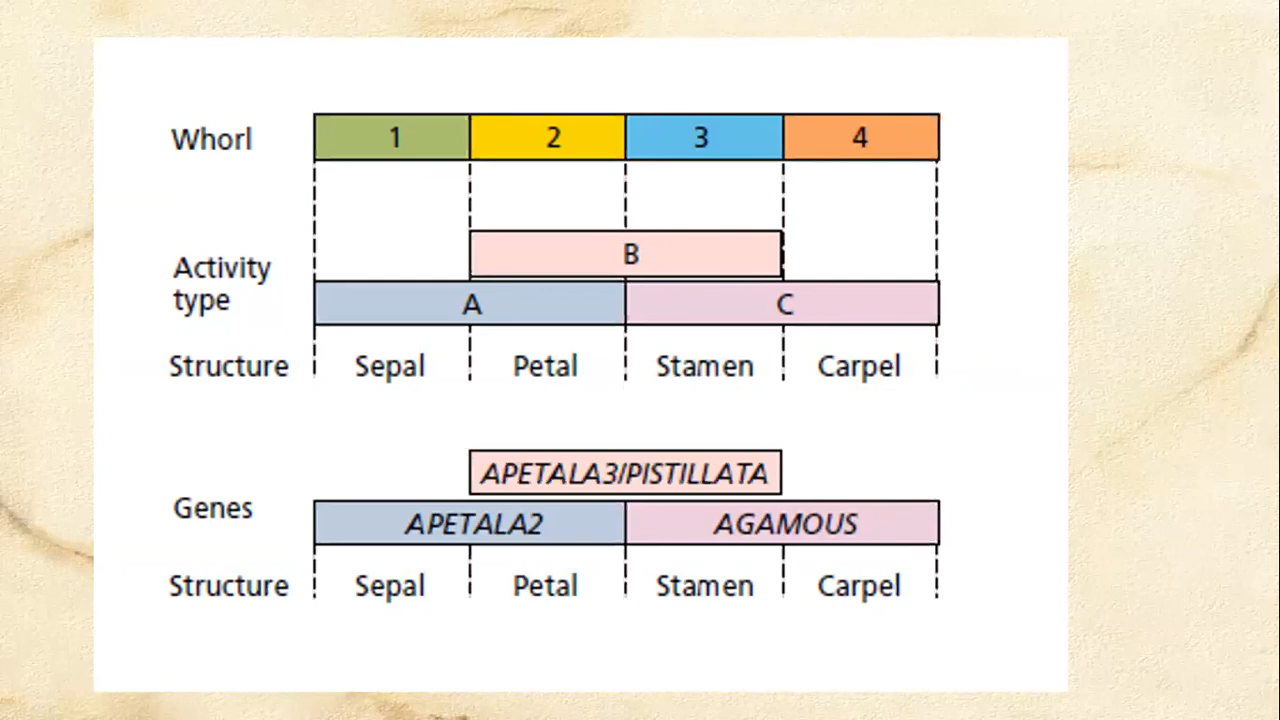 Whorl 1 2 3 4
B
Activity type
A C
Structure Sepal Petal Stamen Carpel
APETALA3/PISTILLATA
Genes
APETALA2 AGAMOUS
Structure Sepal Petal Stamen Carpel